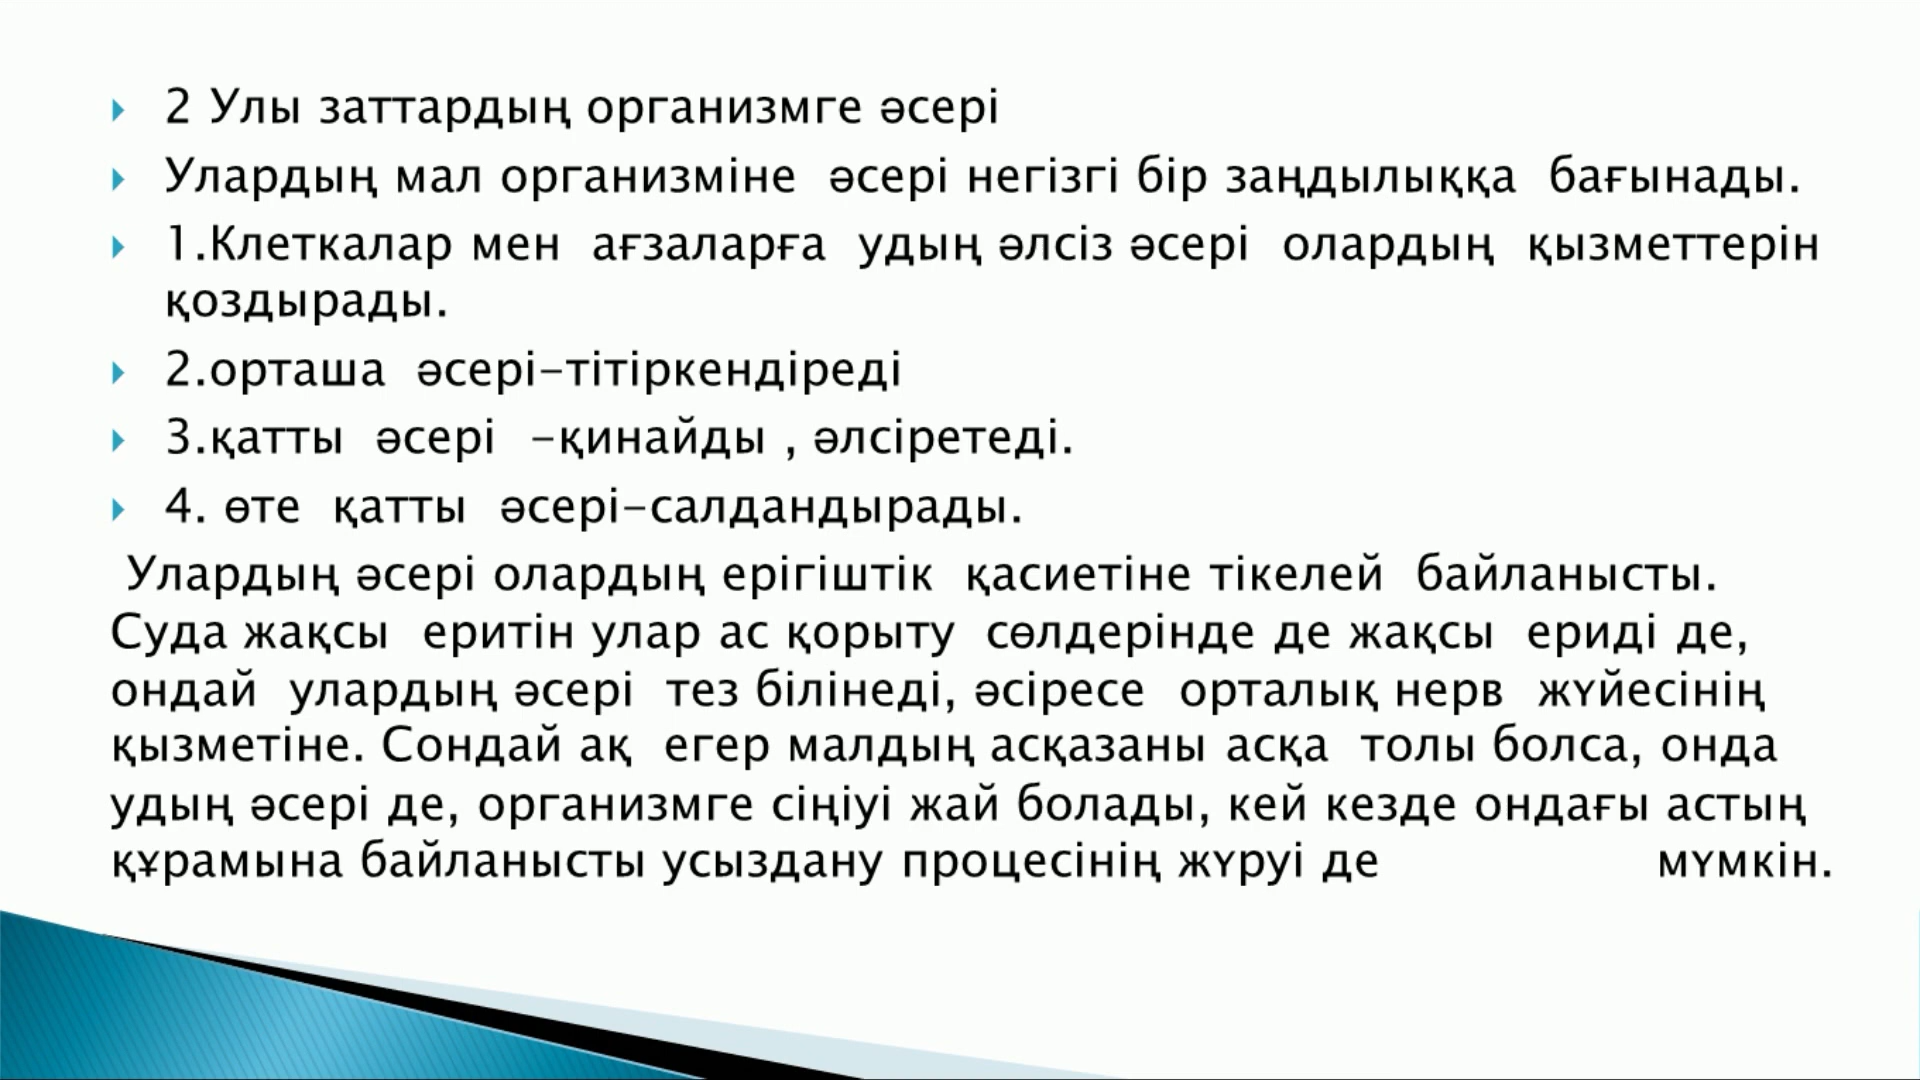 2 Улы заттардың организмге әсері
Улардың мал организміне әсері негізгі бір заңдылыққа бағынады.
1.Клеткалар мен ағзаларға удың әлсіз әсері олардың қызметтерін
қоздырады.
2.орташа әсері-тітіркендіреді
3.қатты әсері -қинайды , әлсіретеді.
4. өте қатты әсері-салдандырады.
Улардың әсері олардың ерігіштік қасиетіне тікелей байланысты.
Суда жақсы еритін улар ас қорыту сөлдерінде де жақсы ериді де,
ондай улардың әсері тез білінеді, әсіресе орталық нерв жүйесінің
қызметіне. Сондай ақ егер малдың асқазаны асқа толы болса, онда
удың әсері де, организмге сіңіуі жай болады, кей кезде ондағы астың
құрамына байланысты усыздану процесінің жүруі де мүмкін.